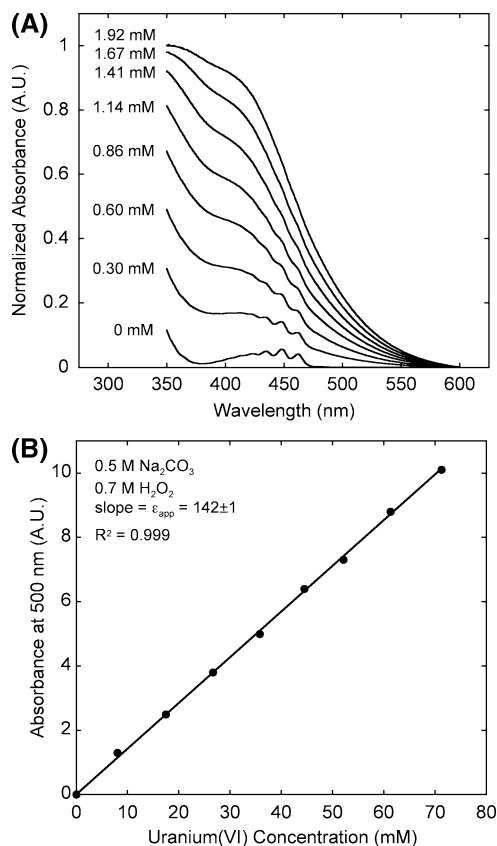 (A)
1.92 mM
1.67 mM
1.41 mM
1.14 mM
0.86 mM
0.60 mM
0.30 mM
0 mM
Normalized Absorbance (A.U.)
1
0.8
0.6
0.4
0.2
0
300 350 400 450 500 550 600
Wavelength (nm)
(B)
0.5 M Na₂CO₃
0.7 M H₂O₂
slope = ε_app = 142±1
R² = 0.999
Absorbance at 500 nm (A.U.)
10
8
6
4
2
0
0 10 20 30 40 50 60 70 80
Uranium(VI) Concentration (mM)